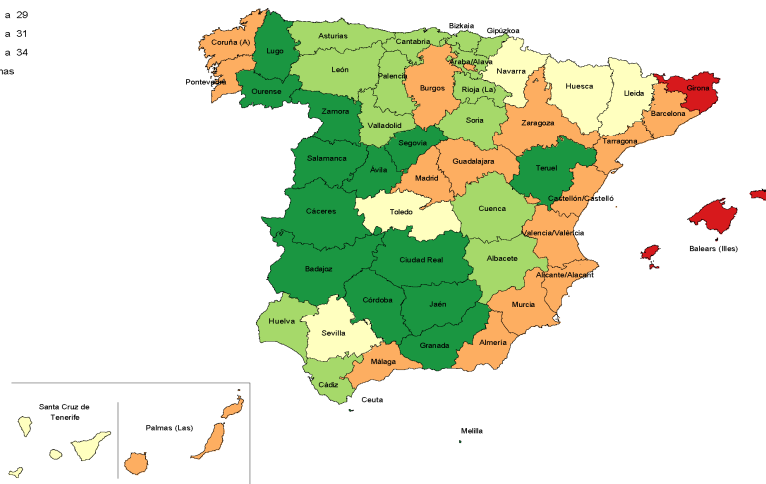 a 29
a 31
a 34
nas
Bizkaia
Gipúzkoa
Asturias
Cantabria
Coruña (A)
Lugo
Araba/Alava
Navarra
León
Palencia
Pontevedra
Ourense
Burgos
Rioja (La)
Huesca
Lleida
Girona
Zamora
Valladolid
Soria
Zaragoza
Barcelona
Segovia
Tarragona
Salamanca
Ávila
Guadalajara
Teruel
Madrid
Castellón/Castelló
Cáceres
Toledo
Cuenca
Valencia/València
Balears (Illes)
Badajoz
Ciudad Real
Albacete
Alicante/Alacant
Córdoba
Jaén
Murcia
Huelva
Sevilla
Granada
Almería
Málaga
Cádiz
Ceuta
Santa Cruz de
Tenerife
Palmas (Las)
Melilla